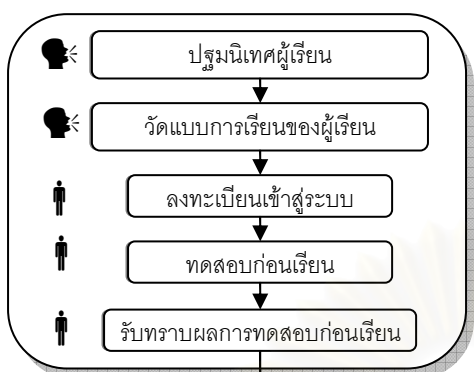 ปฐมนิเทศผู้เรียน
วัดแบบการเรียนของผู้เรียน
ลงทะเบียนเข้าสู่ระบบ
ทดสอบก่อนเรียน
รับทราบผลการทดสอบก่อนเรียน